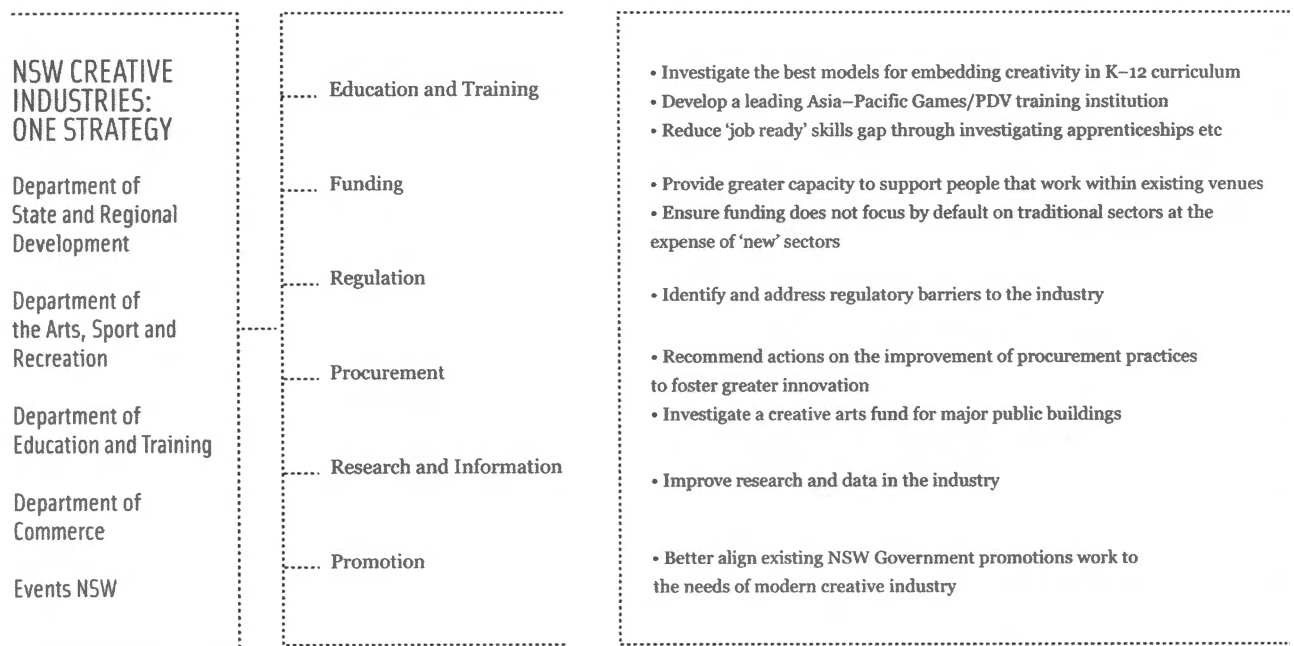 NSW CREATIVE
INDUSTRIES:
ONE STRATEGY
Department of
State and Regional
Development
Department of
the Arts, Sport and
Recreation
Department of
Education and Training
Department of
Commerce
Events NSW
Education and Training
Funding
Regulation
Procurement
Research and Information
Promotion
• Investigate the best models for embedding creativity in K–12 curriculum
• Develop a leading Asia–Pacific Games/PDV training institution
• Reduce ‘job ready’ skills gap through investigating apprenticeships etc
• Provide greater capacity to support people that work within existing venues
• Ensure funding does not focus by default on traditional sectors at the
expense of ‘new’ sectors
• Identify and address regulatory barriers to the industry
• Recommend actions on the improvement of procurement practices
to foster greater innovation
• Investigate a creative arts fund for major public buildings
• Improve research and data in the industry
• Better align existing NSW Government promotions work to
the needs of modern creative industry